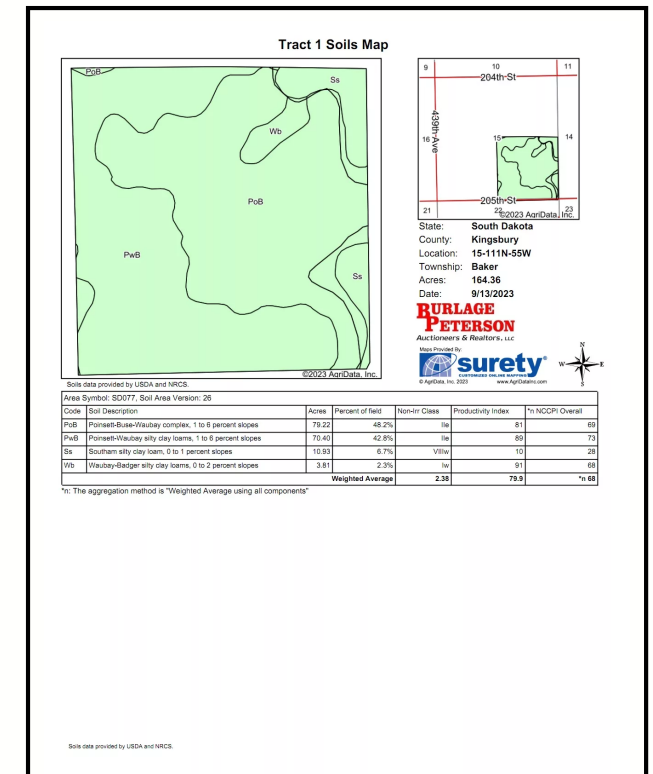 Tract 1 Soils Map
PoB
Ss
Wb
PoB
PwB
Ss
©2023 AgriData, Inc.
Soils data provided by USDA and NRCS.
9 10 11
204th St
439th Ave
16 15 14
205th St
21 22 23
©2023 AgriData, Inc.
State: South Dakota
County: Kingsbury
Location: 15-111N-55W
Township: Baker
Acres: 164.36
Date: 9/13/2023
BURLAGE
PETERSON
Auctioneers & Realtors, LLC
Maps Provided By:
surety®
CUSTOMIZED ONLINE MAPPING
© AgriData, Inc. 2023 www.AgriDataInc.com
N
W E
S
Area Symbol: SD077, Soil Area Version: 26
Code Soil Description Acres Percent of field Non-Irr Class Productivity Index *n NCCPI Overall
PoB Poinsett-Buse-Waubay complex, 1 to 6 percent slopes 79.22 48.2% IIe 81 69
PwB Poinsett-Waubay silty clay loams, 1 to 6 percent slopes 70.40 42.8% IIe 89 73
Ss Southam silty clay loam, 0 to 1 percent slopes 10.93 6.7% VIIIw 10 28
Wb Waubay-Badger silty clay loams, 0 to 2 percent slopes 3.81 2.3% Iw 91 68
Weighted Average 2.38 79.9 *n 68
*n: The aggregation method is "Weighted Average using all components"
Soils data provided by USDA and NRCS.